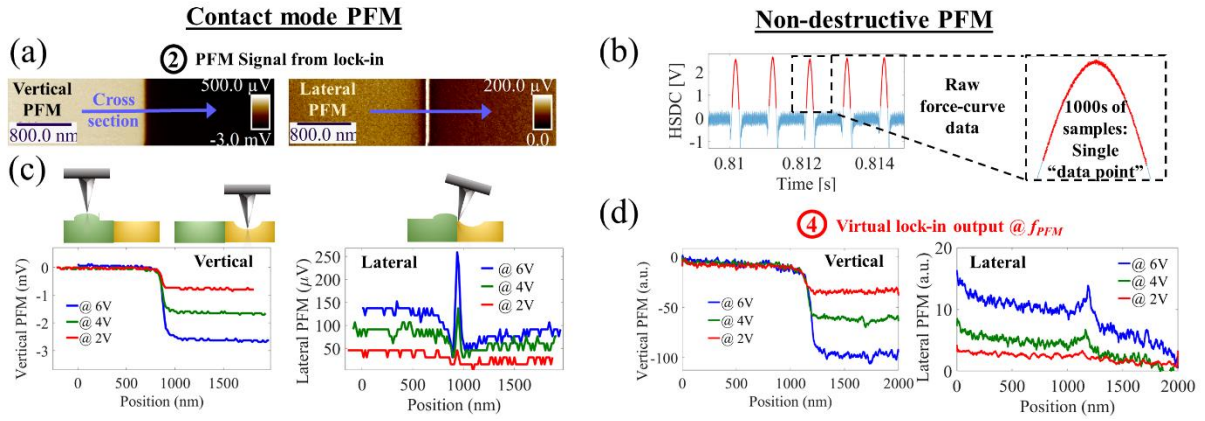 Contact mode PFM
Non-destructive PFM
(a)
2 PFM Signal from lock-in
Vertical
PFM
800.0 nm
Cross
section
500.0 µV
-3.0 mV
Lateral
PFM
800.0 nm
200.0 µV
0.0
(b)
HSDC [V]
2
1
0
-1
0.81
0.812
0.814
Time [s]
Raw
force-curve
data
1000s of
samples:
Single
“data point”
(c)
Vertical PFM (mV)
0
-1
-2
-3
Vertical
@ 6V
@ 4V
@ 2V
0
500
1000
1500
Position (nm)
Lateral PFM (µV)
250
200
150
100
50
Lateral
@ 6V
@ 4V
@ 2V
0
500
1000
1500
Position (nm)
(d)
4 Virtual lock-in output @ fPFM
Vertical PFM (a.u.)
0
-50
-100
Vertical
@ 6V
@ 4V
@ 2V
0
500
1000
1500
2000
Position (nm)
Lateral PFM (a.u.)
20
10
0
Lateral
@ 6V
@ 4V
@ 2V
0
500
1000
1500
2000
Position (nm)